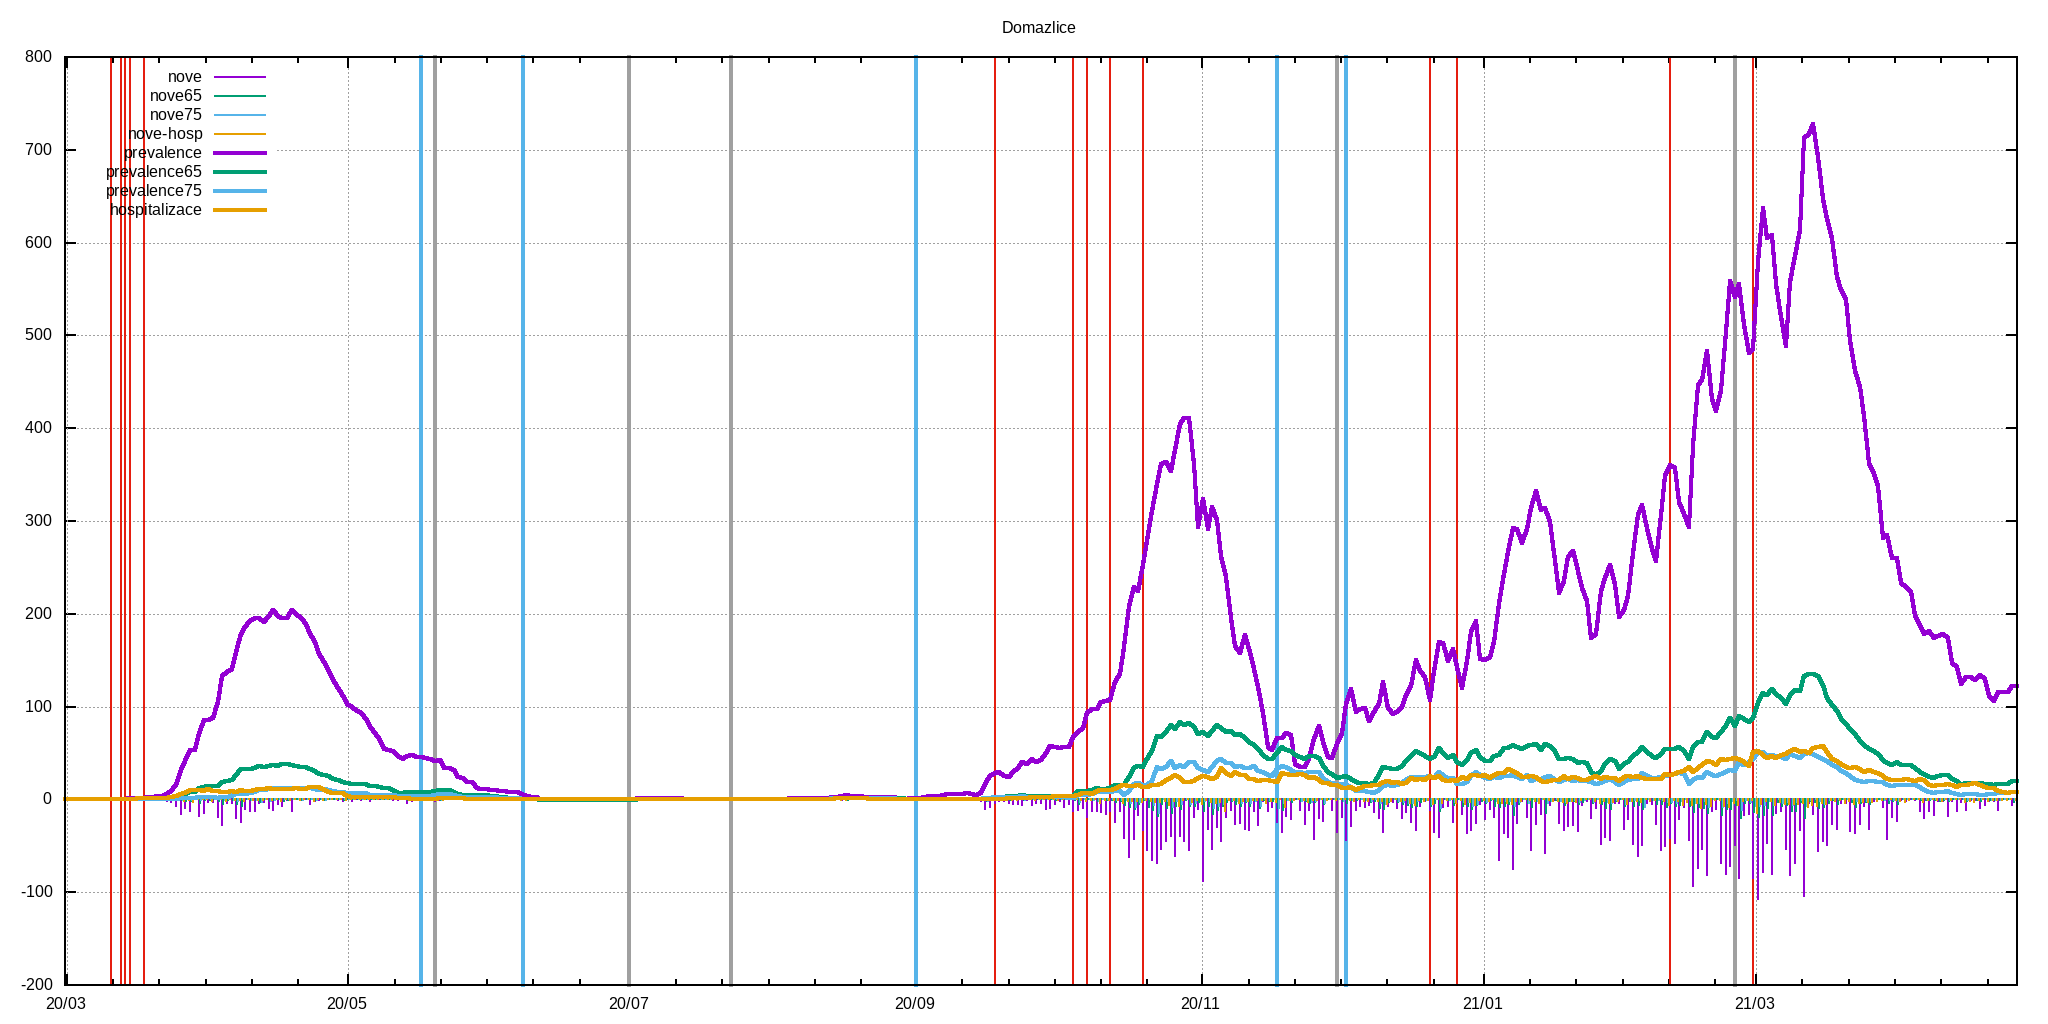 Domazlice
800
700
600
500
400
300
200
100
0
-100
-200
nove
nove65
nove75
nove-hosp
prevalence
prevalence65
prevalence75
hospitalizace
20/03
20/05
20/07
20/09
20/11
21/01
21/03